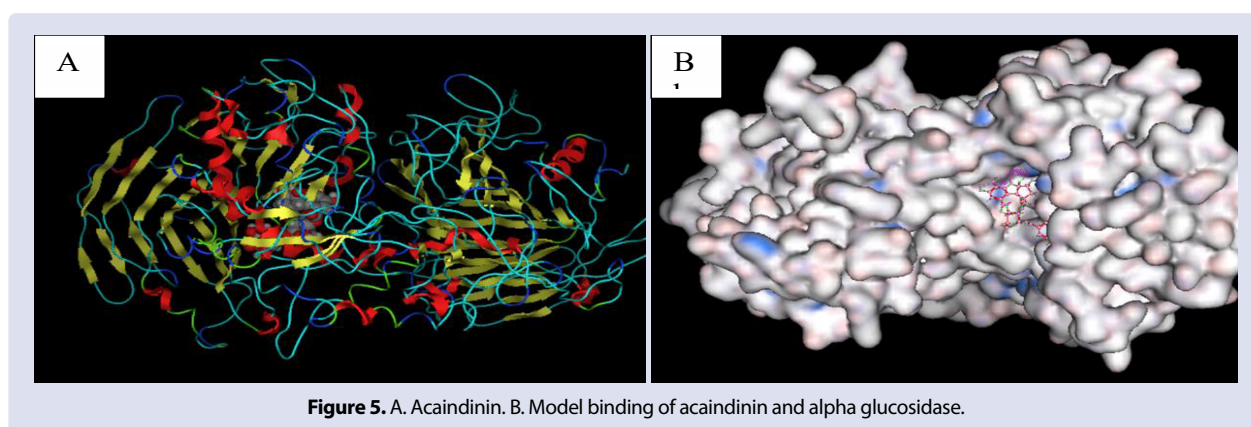 A
B
Figure 5. A. Acaindinin. B. Model binding of acaindinin and alpha glucosidase.